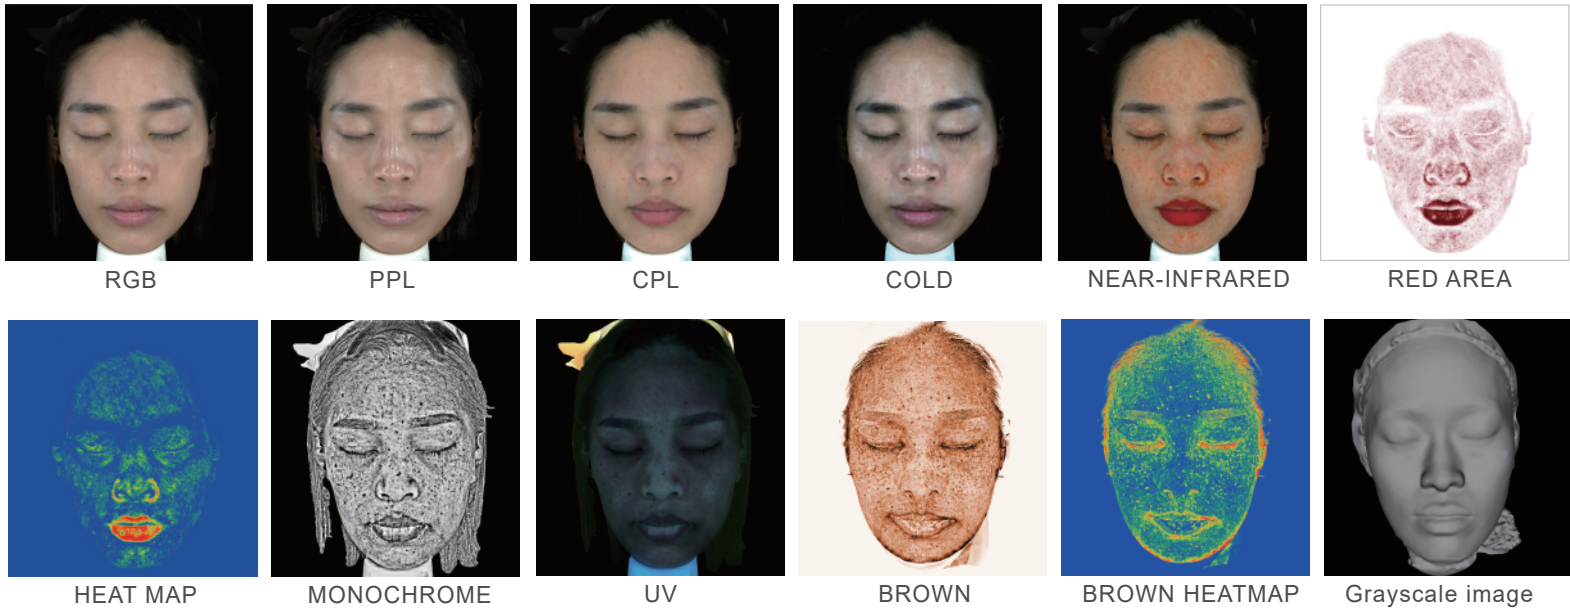 RGB
PPL
CPL
COLD
NEAR-INFRARED
RED AREA
HEAT MAP
MONOCHROME
UV
BROWN
BROWN HEATMAP
Grayscale image